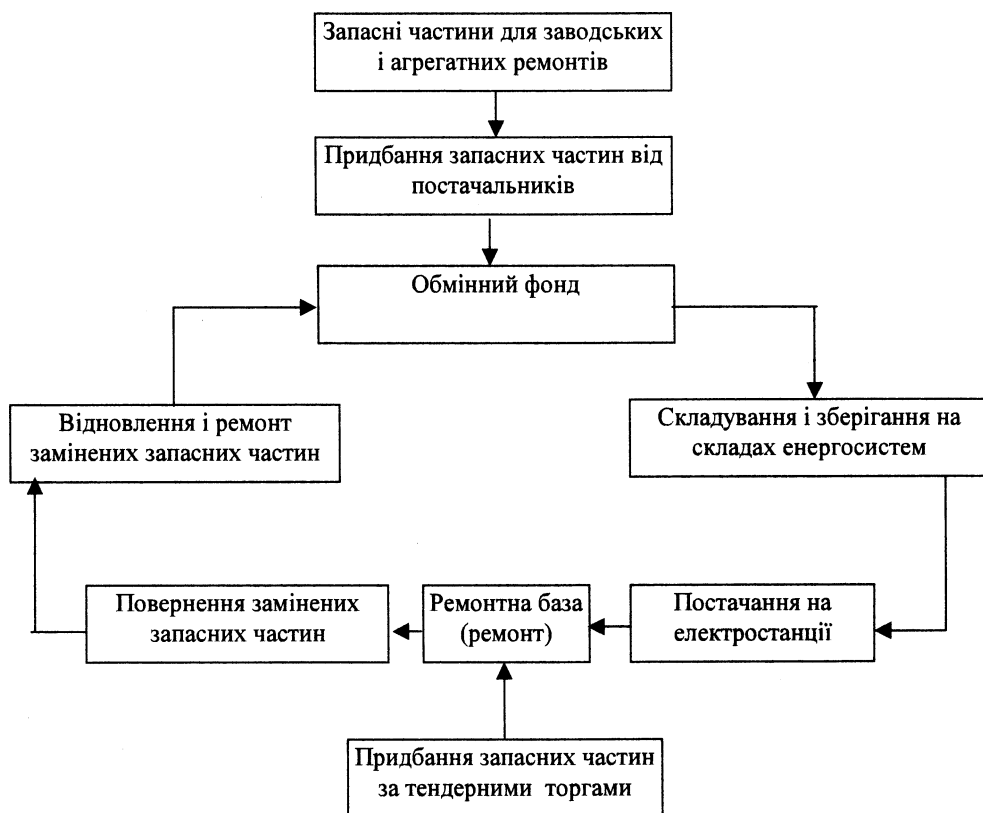 Запасні частини для заводських
і агрегатних ремонтів
Придбання запасних частин від
постачальників
Обмінний фонд
Відновлення і ремонт
замінених запасних частин
Складування і зберігання на
складах енергосистем
Повернення замінених
запасних частин
Ремонтна база
(ремонт)
Постачання на
електростанції
Придбання запасних частин
за тендерними торгами